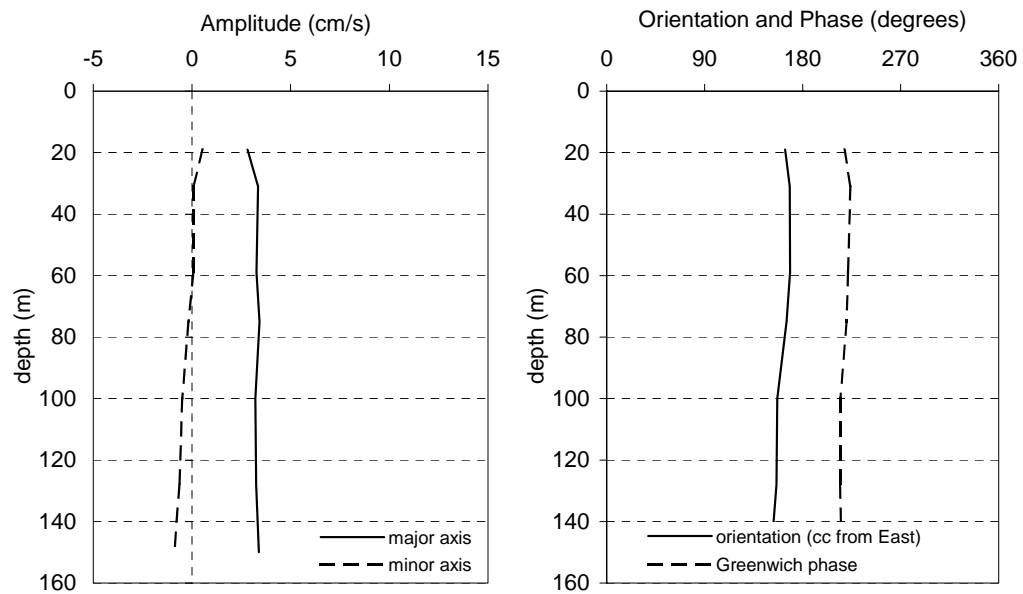 Amplitude (cm/s)
-5 0 5 10 15
0
20
40
60
80
100
120
140
160
depth (m)
major axis
minor axis
Orientation and Phase (degrees)
0 90 180 270 360
0
20
40
60
80
100
120
140
160
depth (m)
orientation (cc from East)
Greenwich phase